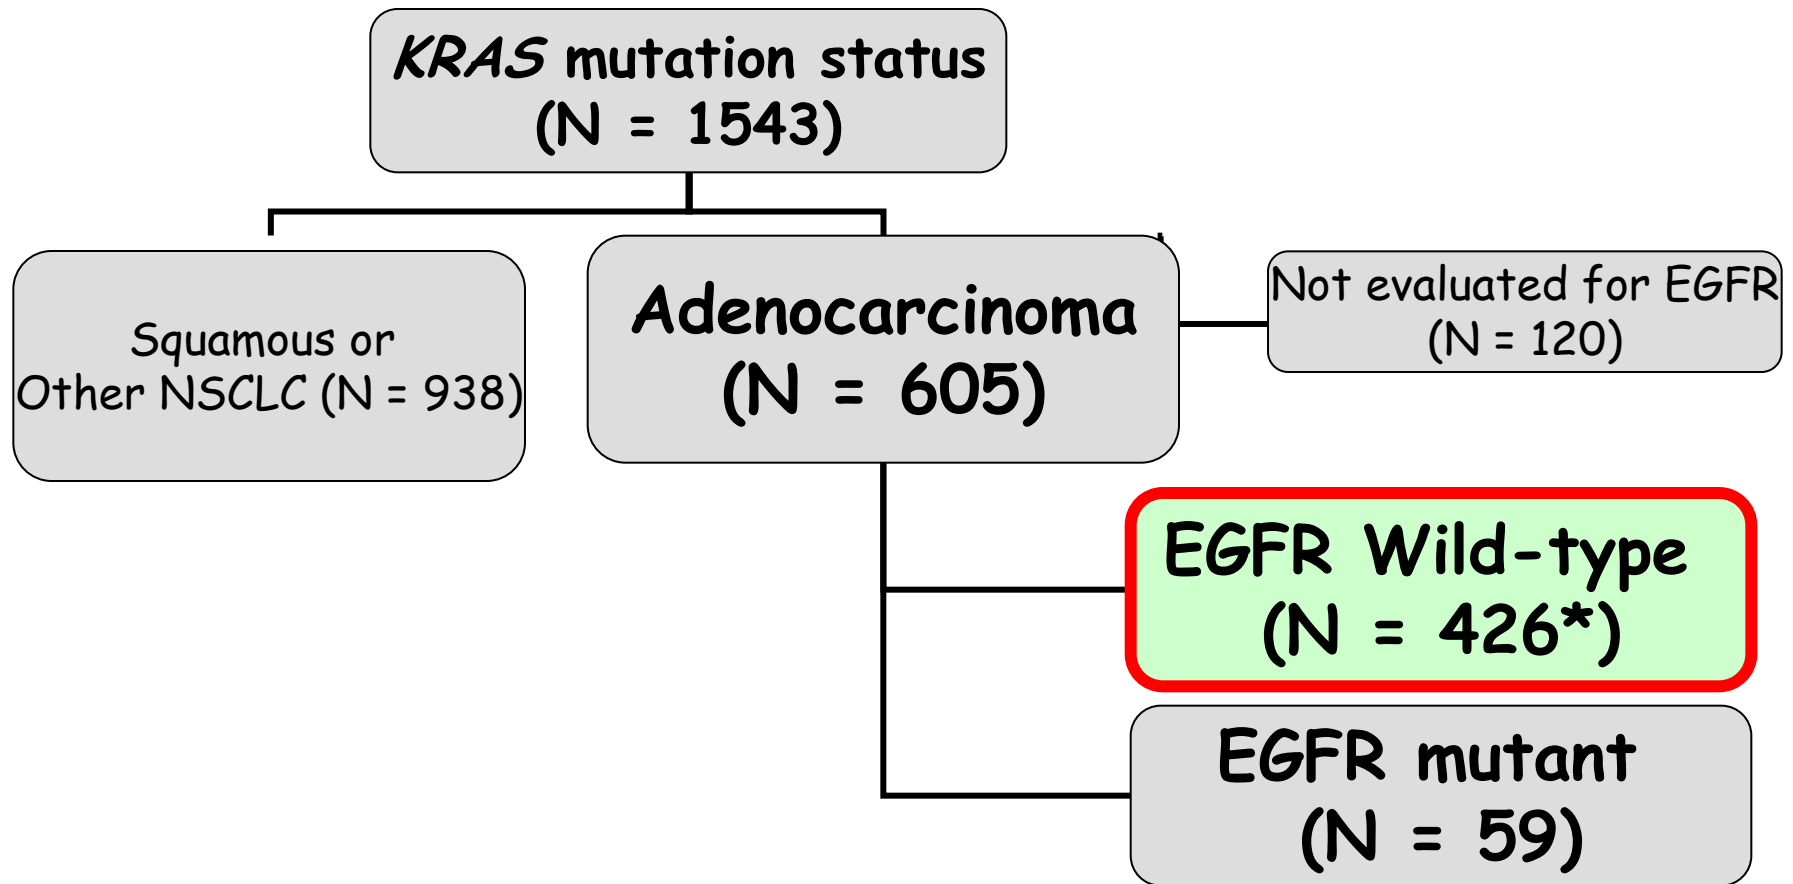 KRAS mutation status
(N = 1543)
Squamous or
Other NSCLC (N = 938)
Adenocarcinoma
(N = 605)
Not evaluated for EGFR
(N = 120)
EGFR Wild-type
(N = 426*)
EGFR mutant
(N = 59)